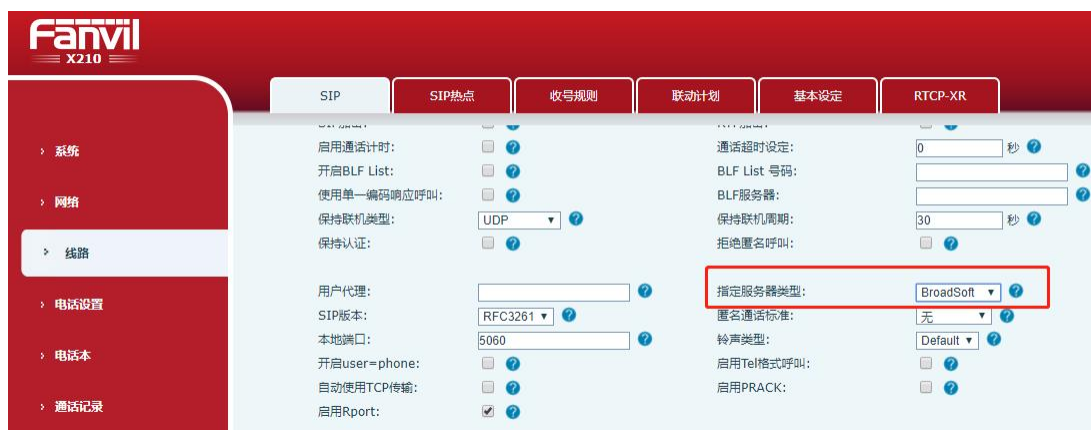 Fanvil
X210
SIP SIP热点 收号规则 联动计划 基本设定 RTCP-XR
系统
网络
线路
电话设置
电话本
通话记录
启用通话计时: 通话超时设定: 0 秒
开启BLF List: BLF List 号码:
使用单一编码响应呼叫: BLF服务器:
保持联机类型: UDP 保持联机周期: 30 秒
保持认证: 拒绝匿名呼叫:
用户代理: 指定服务器类型: BroadSoft
SIP版本: RFC3261 匿名通话标准: 无
本地端口: 5060 铃声类型: Default
开启user=phone: 启用Tel格式呼叫:
自动使用TCP传输: 启用PRACK:
启用Rport: